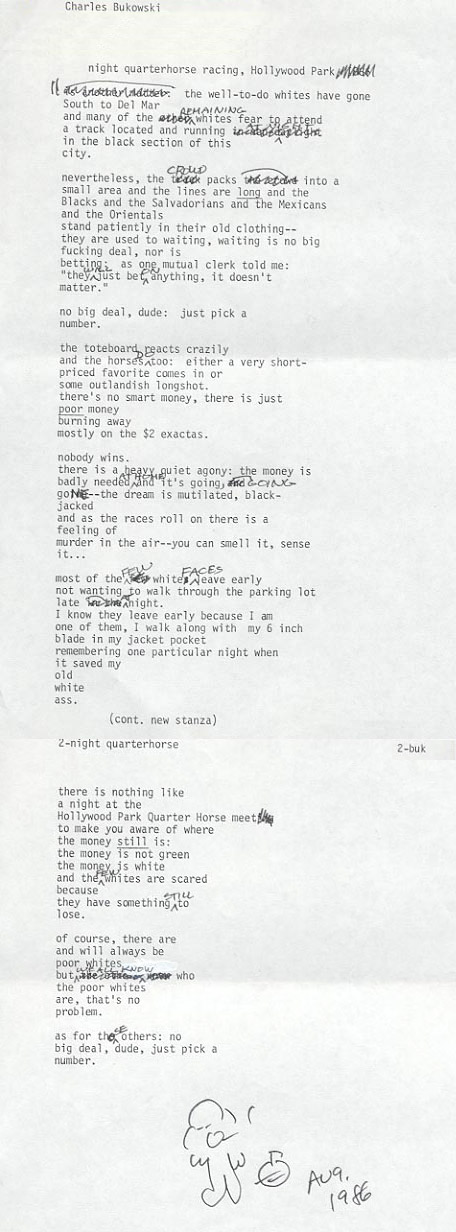 Charles Bukowski
night quarterhorse racing, Hollywood Park
the well-to-do whites have gone
South to Del Mar
and many of the REMAINING whites fear to attend
a track located and running AT NIGHT
in the black section of this
city.
nevertheless, the CROWD packs into a
small area and the lines are long and the
Blacks and the Salvadorians and the Mexicans
and the Orientals
stand patiently in their old clothing--
they are used to waiting, waiting is no big
fucking deal, nor is
betting: as one mutual clerk told me:
"they WILL just bet ON anything, it doesn't
matter."
no big deal, dude: just pick a
number.
the toteboard reacts crazily
and the horses DO too: either a very short-
priced favorite comes in or
some outlandish longshot.
there's no smart money, there is just
poor money
burning away
mostly on the $2 exactas.
nobody wins.
there is a heavy quiet agony: the money is
badly needed AT HOME and it's going, GOING
goNE--the dream is mutilated, black-
jacked
and as the races roll on there is a
feeling of
murder in the air--you can smell it, sense
it...
most of the FEW white FACES leave early
not wanting to walk through the parking lot
late night.
I know they leave early because I am
one of them, I walk along with my 6 inch
blade in my jacket pocket
remembering one particular night when
it saved my
old
white
ass.
(cont. new stanza)
2-night quarterhorse
2-buk
there is nothing like
a night at the
Hollywood Park Quarter Horse meet
to make you aware of where
the money still is:
the money is not green
the money is white
and the FEW whites are scared
because
they have something STILL to
lose.
of course, there are
and will always be
poor whites
but WE ALL KNOW who
the poor whites
are, that's no
problem.
as for thOSE others: no
big deal, dude, just pick a
number.
AUG.
1986